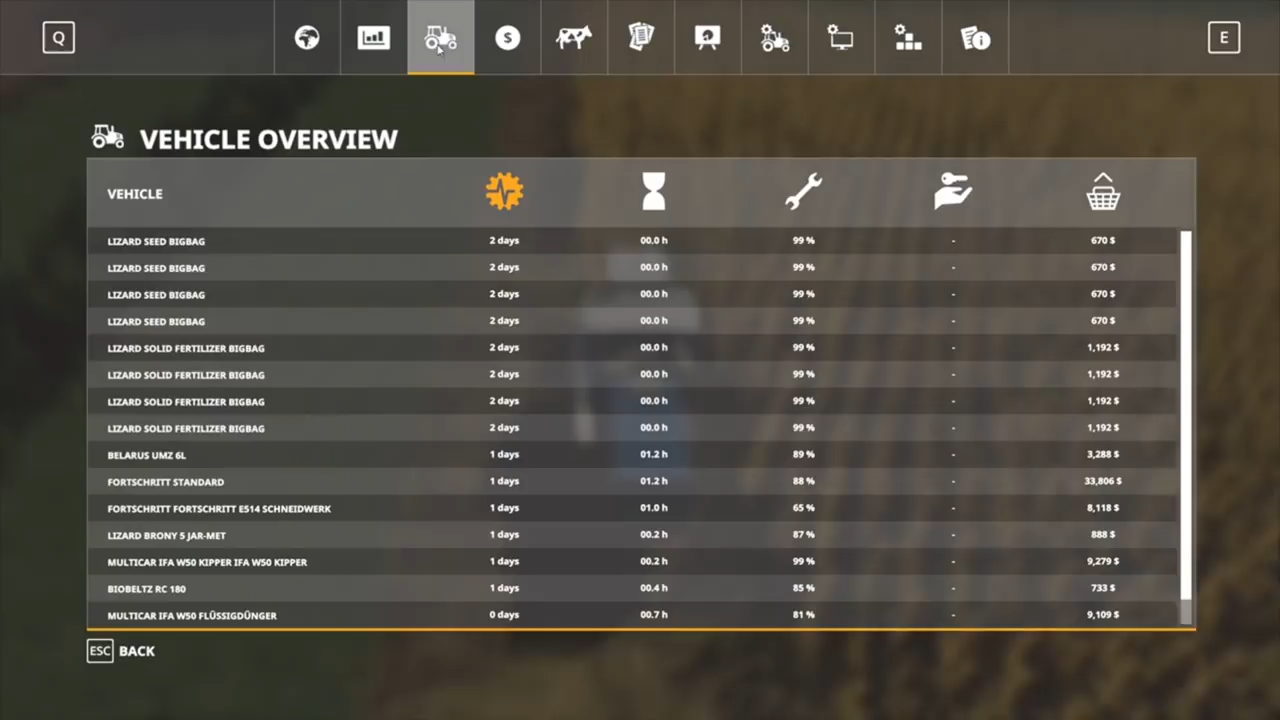 Q
$
E
VEHICLE OVERVIEW
VEHICLE
LIZARD SEED BIGBAG 2 days 00.0 h 99 % - 670 $
LIZARD SEED BIGBAG 2 days 00.0 h 99 % - 670 $
LIZARD SEED BIGBAG 2 days 00.0 h 99 % - 670 $
LIZARD SEED BIGBAG 2 days 00.0 h 99 % - 670 $
LIZARD SOLID FERTILIZER BIGBAG 2 days 00.0 h 99 % - 1,192 $
LIZARD SOLID FERTILIZER BIGBAG 2 days 00.0 h 99 % - 1,192 $
LIZARD SOLID FERTILIZER BIGBAG 2 days 00.0 h 99 % - 1,192 $
LIZARD SOLID FERTILIZER BIGBAG 2 days 00.0 h 99 % - 1,192 $
BELARUS UMZ 6L 1 days 01.2 h 89 % - 3,288 $
FORTSCHRITT STANDARD 1 days 01.2 h 88 % - 33,806 $
FORTSCHRITT FORTSCHRITT E514 SCHNEIDWERK 1 days 01.0 h 65 % - 8,118 $
LIZARD BRONY 5 JAR-MET 1 days 00.2 h 87 % - 888 $
MULTICAR IFA W50 KIPPER IFA W50 KIPPER 1 days 00.2 h 99 % - 9,279 $
BIOBELTZ RC 180 1 days 00.4 h 85 % - 733 $
MULTICAR IFA W50 FLÜSSIGDÜNGER 0 days 00.7 h 81 % - 9,109 $
ESC BACK